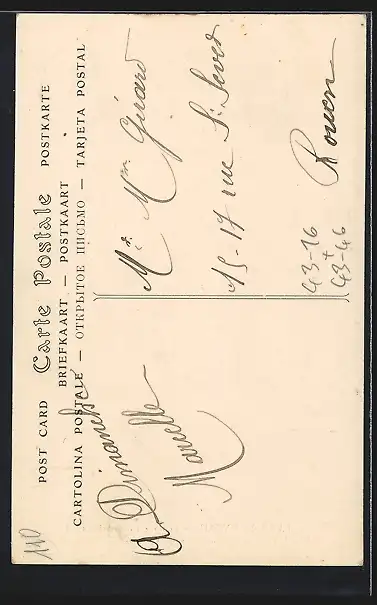 POST CARD Carte Postale POSTKARTE
BRIEFKAART — POSTKAART
CARTOLINA POSTALE — ОТКРЫТОЕ ПИСЬМО — TARJETA POSTAL
110
à Dimanche
Marcelle
Mr. Mme Girard
15-17 rue St. Sever
Rouen
43-16
+
43-46